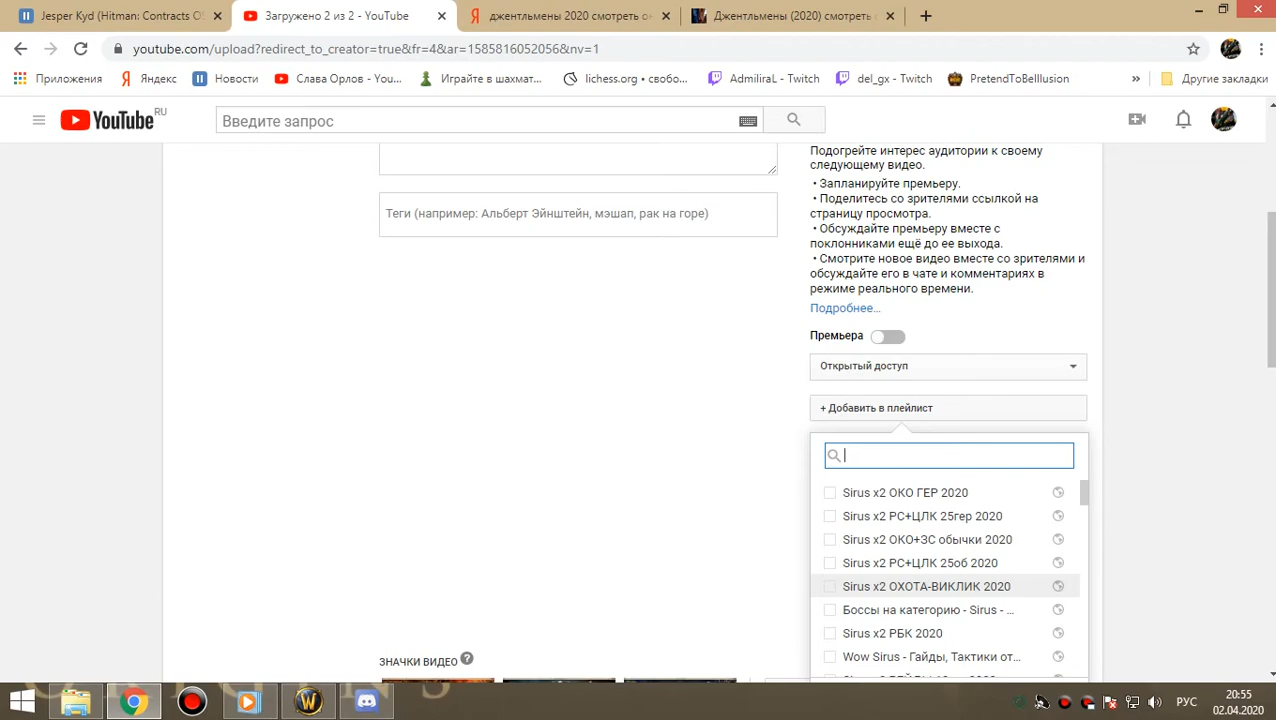 Jesper Kyd (Hitman: Contracts OS
Загружено 2 из 2 - YouTube
джентльмены 2020 смотреть он
Джентльмены (2020) смотреть в
youtube.com/upload?redirect_to_creator=true&fr=4&ar=1585816052056&nv=1
Приложения
Яндекс
Новости
Слава Орлов - You...
Играйте в шахмат...
lichess.org • свобо...
AdmiraL - Twitch
del_gx - Twitch
PretendToBeIllusion
»
Другие закладки
YouTube RU
Введите запрос
Подогрейте интерес аудитории к своему
следующему видео.
• Запланируйте премьеру.
• Поделитесь со зрителями ссылкой на
страницу просмотра.
• Обсуждайте премьеру вместе с
поклонниками ещё до ее выхода.
• Смотрите новое видео вместе со зрителями и
обсуждайте его в чате и комментариях в
режиме реального времени.
Подробнее...
Теги (например: Альберт Эйнштейн, мэшап, рак на горе)
Премьера
Открытый доступ
+ Добавить в плейлист
Sirus x2 ОКО ГЕР 2020
Sirus x2 РС+ЦЛК 25гер 2020
Sirus x2 ОКО+ЗС обычки 2020
Sirus x2 РС+ЦЛК 25об 2020
Sirus x2 ОХОТА-ВИКЛИК 2020
Боссы на категорию - Sirus - ...
Sirus x2 РБК 2020
Wow Sirus - Гайды, Тактики от...
ЗНАЧКИ ВИДЕО ?
РУС
20:55
02.04.2020